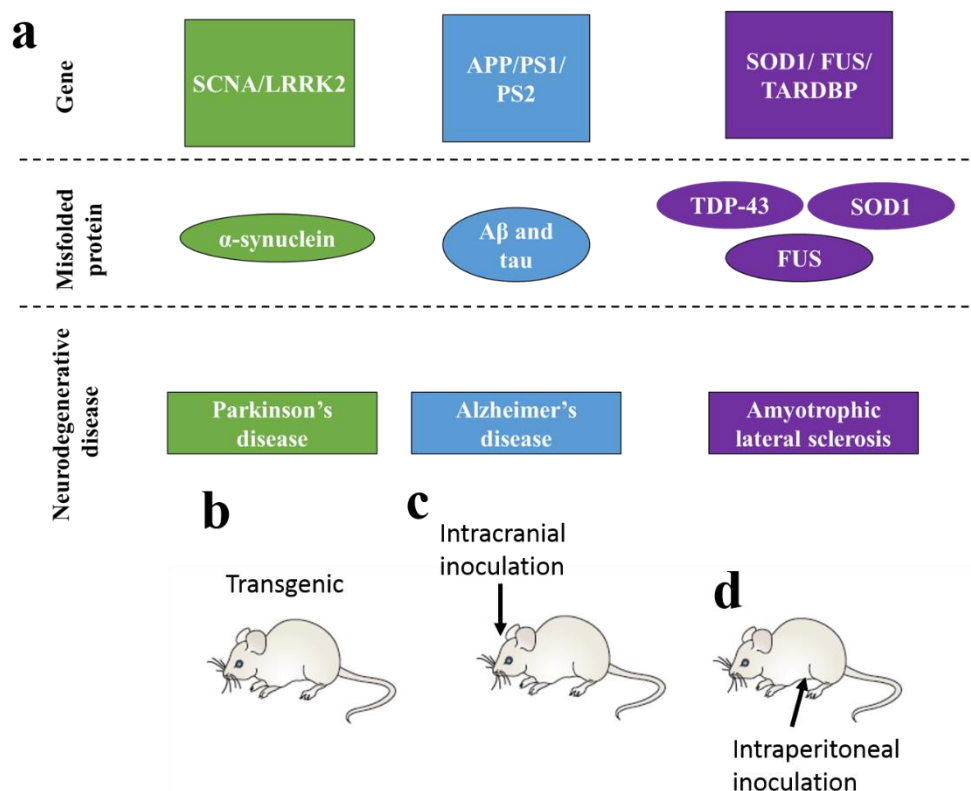 a
Gene
SCNA/LRRK2
APP/PS1/
PS2
SOD1/ FUS/
TARDBP
Misfolded
protein
α-synuclein
Aβ and
tau
TDP-43
SOD1
FUS
Neurodegenerative
disease
Parkinson’s
disease
Alzheimer’s
disease
Amyotrophic
lateral sclerosis
b
Transgenic
c
Intracranial
inoculation
d
Intraperitoneal
inoculation